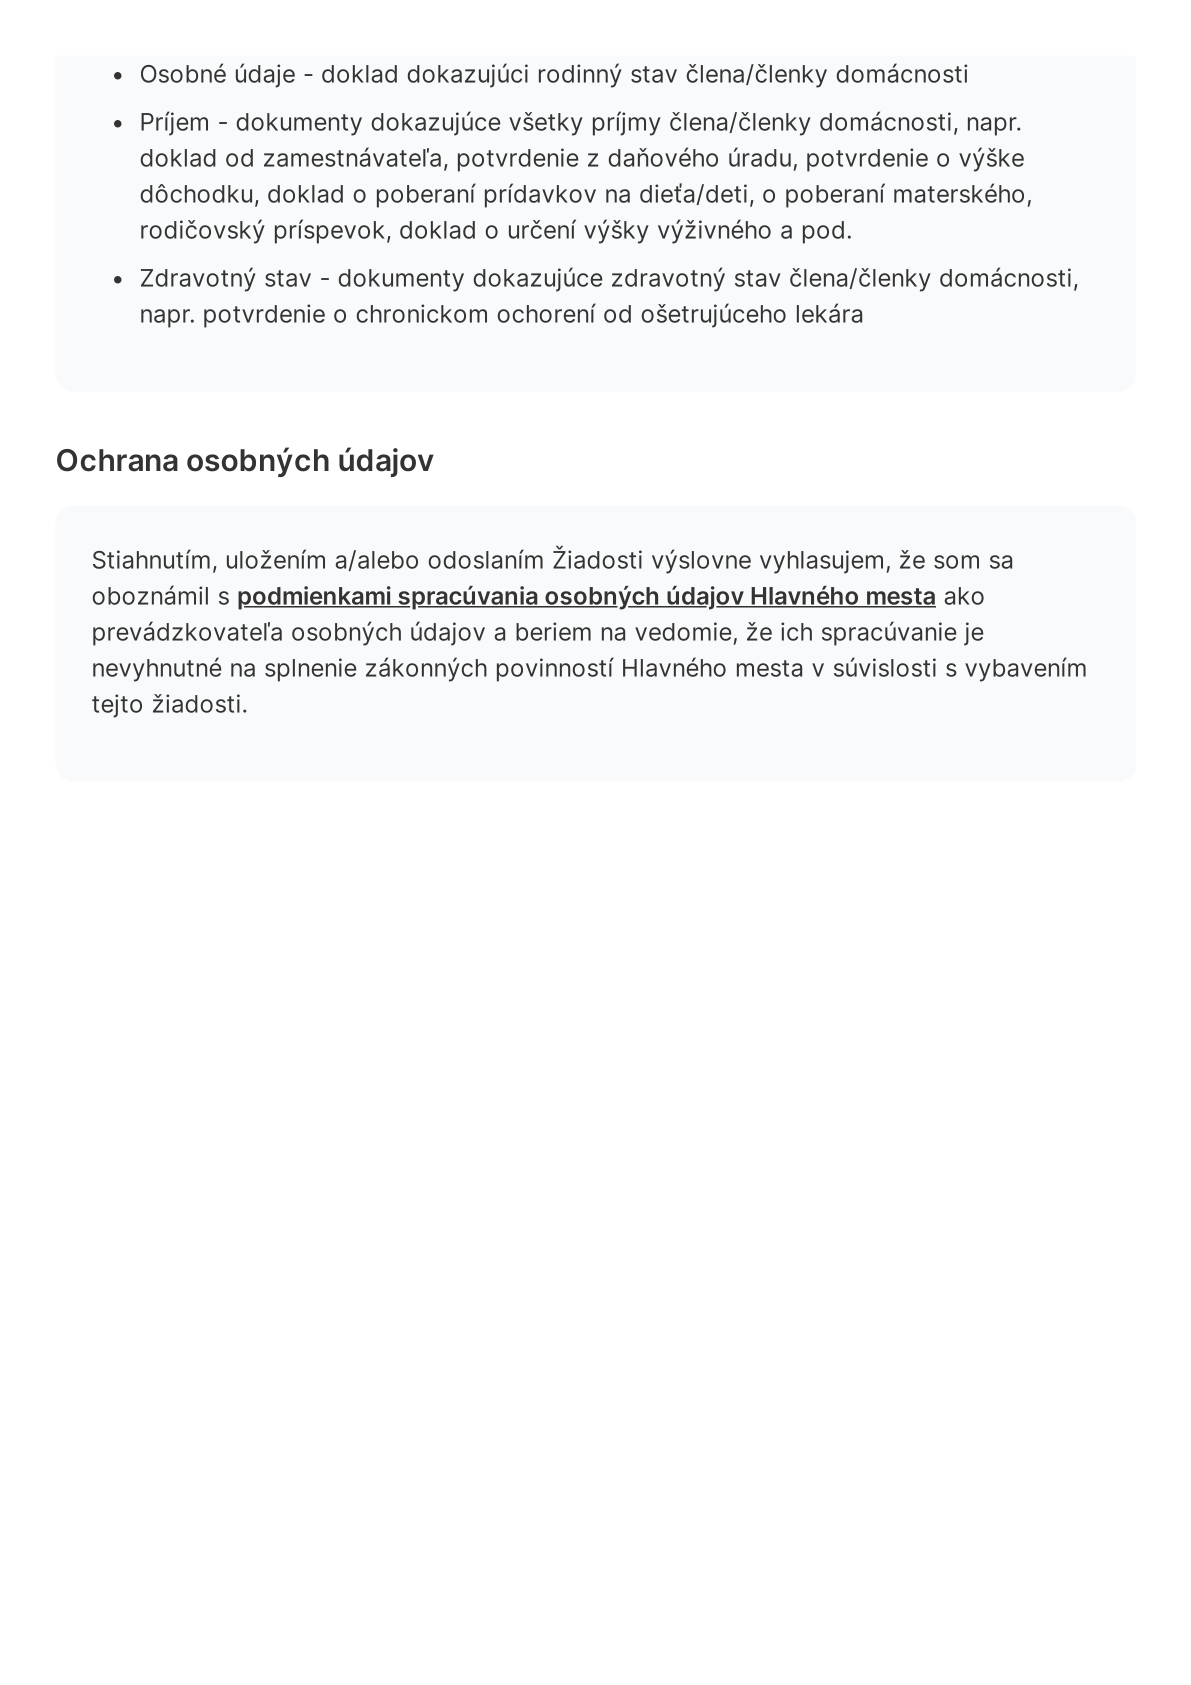 • Osobné údaje - doklad dokazujúci rodinný stav člena/členky domácnosti
• Príjem - dokumenty dokazujúce všetky príjmy člena/členky domácnosti, napr.
doklad od zamestnávateľa, potvrdenie z daňového úradu, potvrdenie o výške
dôchodku, doklad o poberaní prídavkov na dieťa/deti, o poberaní materského,
rodičovský príspevok, doklad o určení výšky výživného a pod.
• Zdravotný stav - dokumenty dokazujúce zdravotný stav člena/členky domácnosti,
napr. potvrdenie o chronickom ochorení od ošetrujúceho lekára
Ochrana osobných údajov
Stiahnutím, uložením a/alebo odoslaním Žiadosti výslovne vyhlasujem, že som sa
oboznámil s podmienkami spracúvania osobných údajov Hlavného mesta ako
prevádzkovateľa osobných údajov a beriem na vedomie, že ich spracúvanie je
nevyhnutné na splnenie zákonných povinností Hlavného mesta v súvislosti s vybavením
tejto žiadosti.